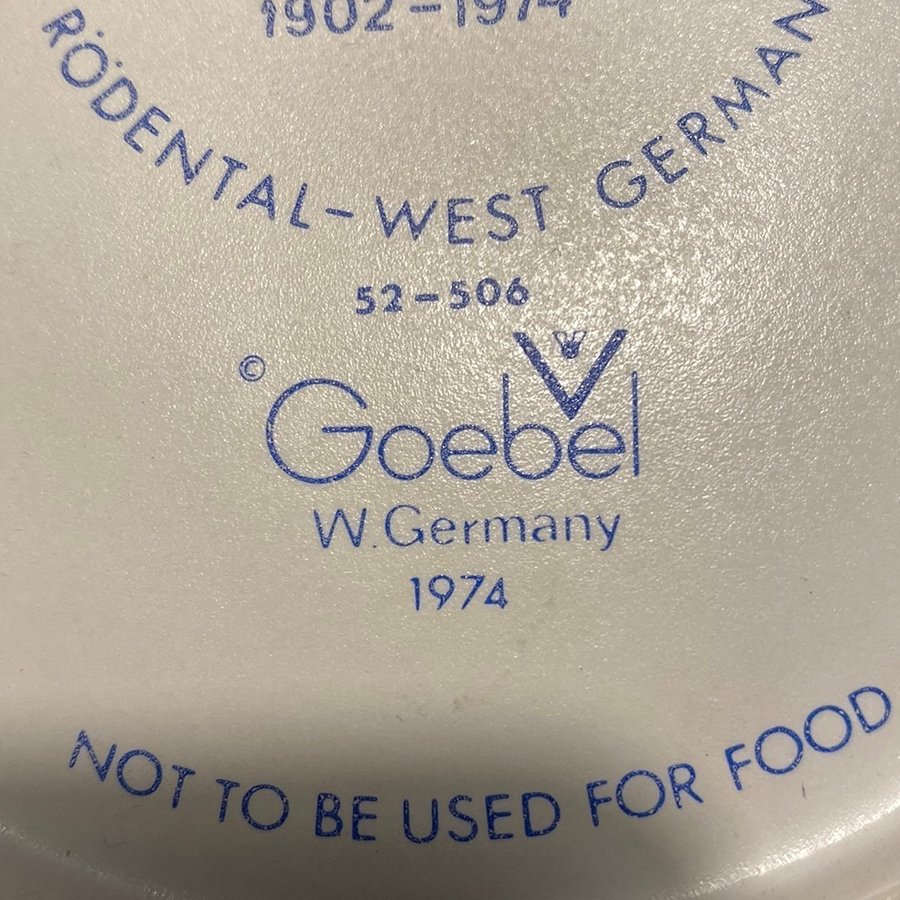 1902-1974
RÖDENTAL-WEST GERMAN
52-506
© Goebel
W. Germany
1974
NOT TO BE USED FOR FOOD